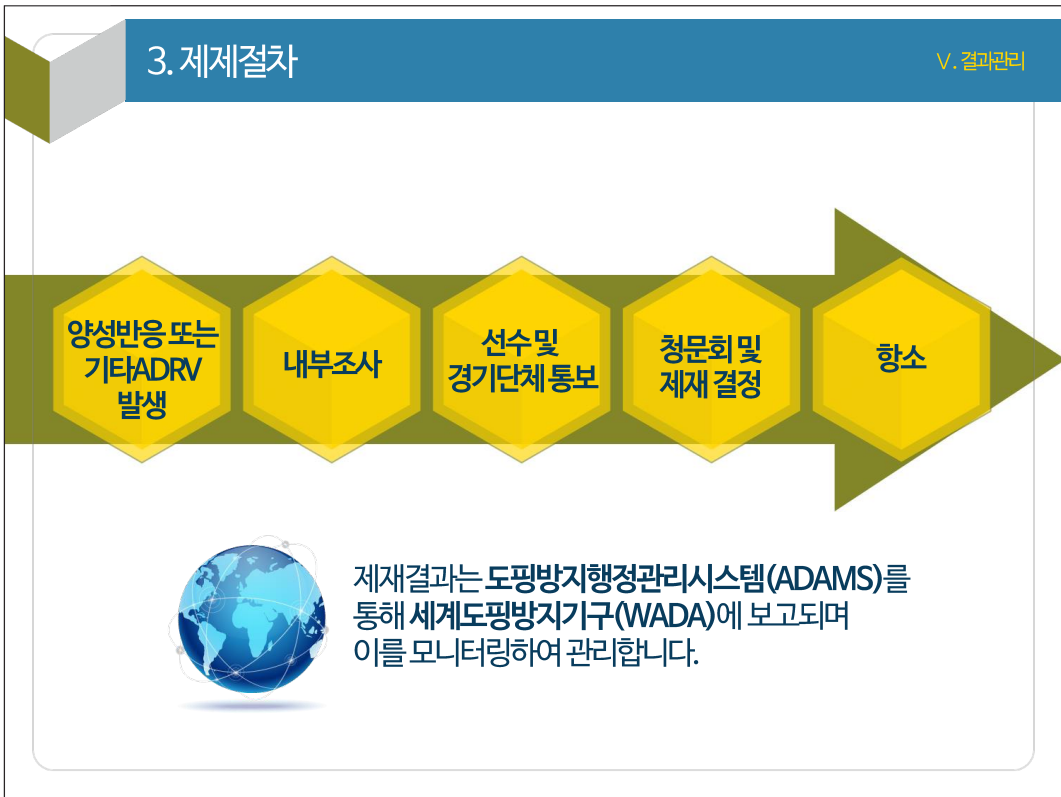 3. 제제절차
Ⅴ. 결과관리
양성반응 또는
기타ADRV
발생
내부조사
선수 및
경기단체 통보
청문회 및
제재 결정
항소
제재결과는 도핑방지행정관리시스템(ADAMS)를
통해 세계도핑방지기구(WADA)에 보고되며
이를 모니터링하여 관리합니다.